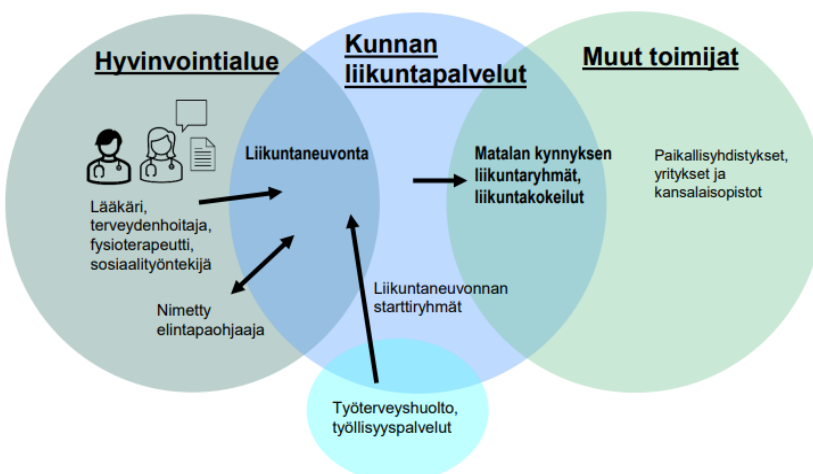 Hyvinvointialue
Kunnan
liikuntapalvelut
Muut toimijat
Liikuntaneuvonta
Matalan kynnyksen
liikuntaryhmät,
liikuntakokeilut
Paikallisyhdistykset,
yritykset ja
kansalaisopistot
Lääkäri,
terveydenhoitaja,
fysioterapeutti,
sosiaalityöntekijä
Nimetty
elintapaohjaaja
Liikuntaneuvonnan
starttiryhmät
Työterveyshuolto,
työllisyyspalvelut